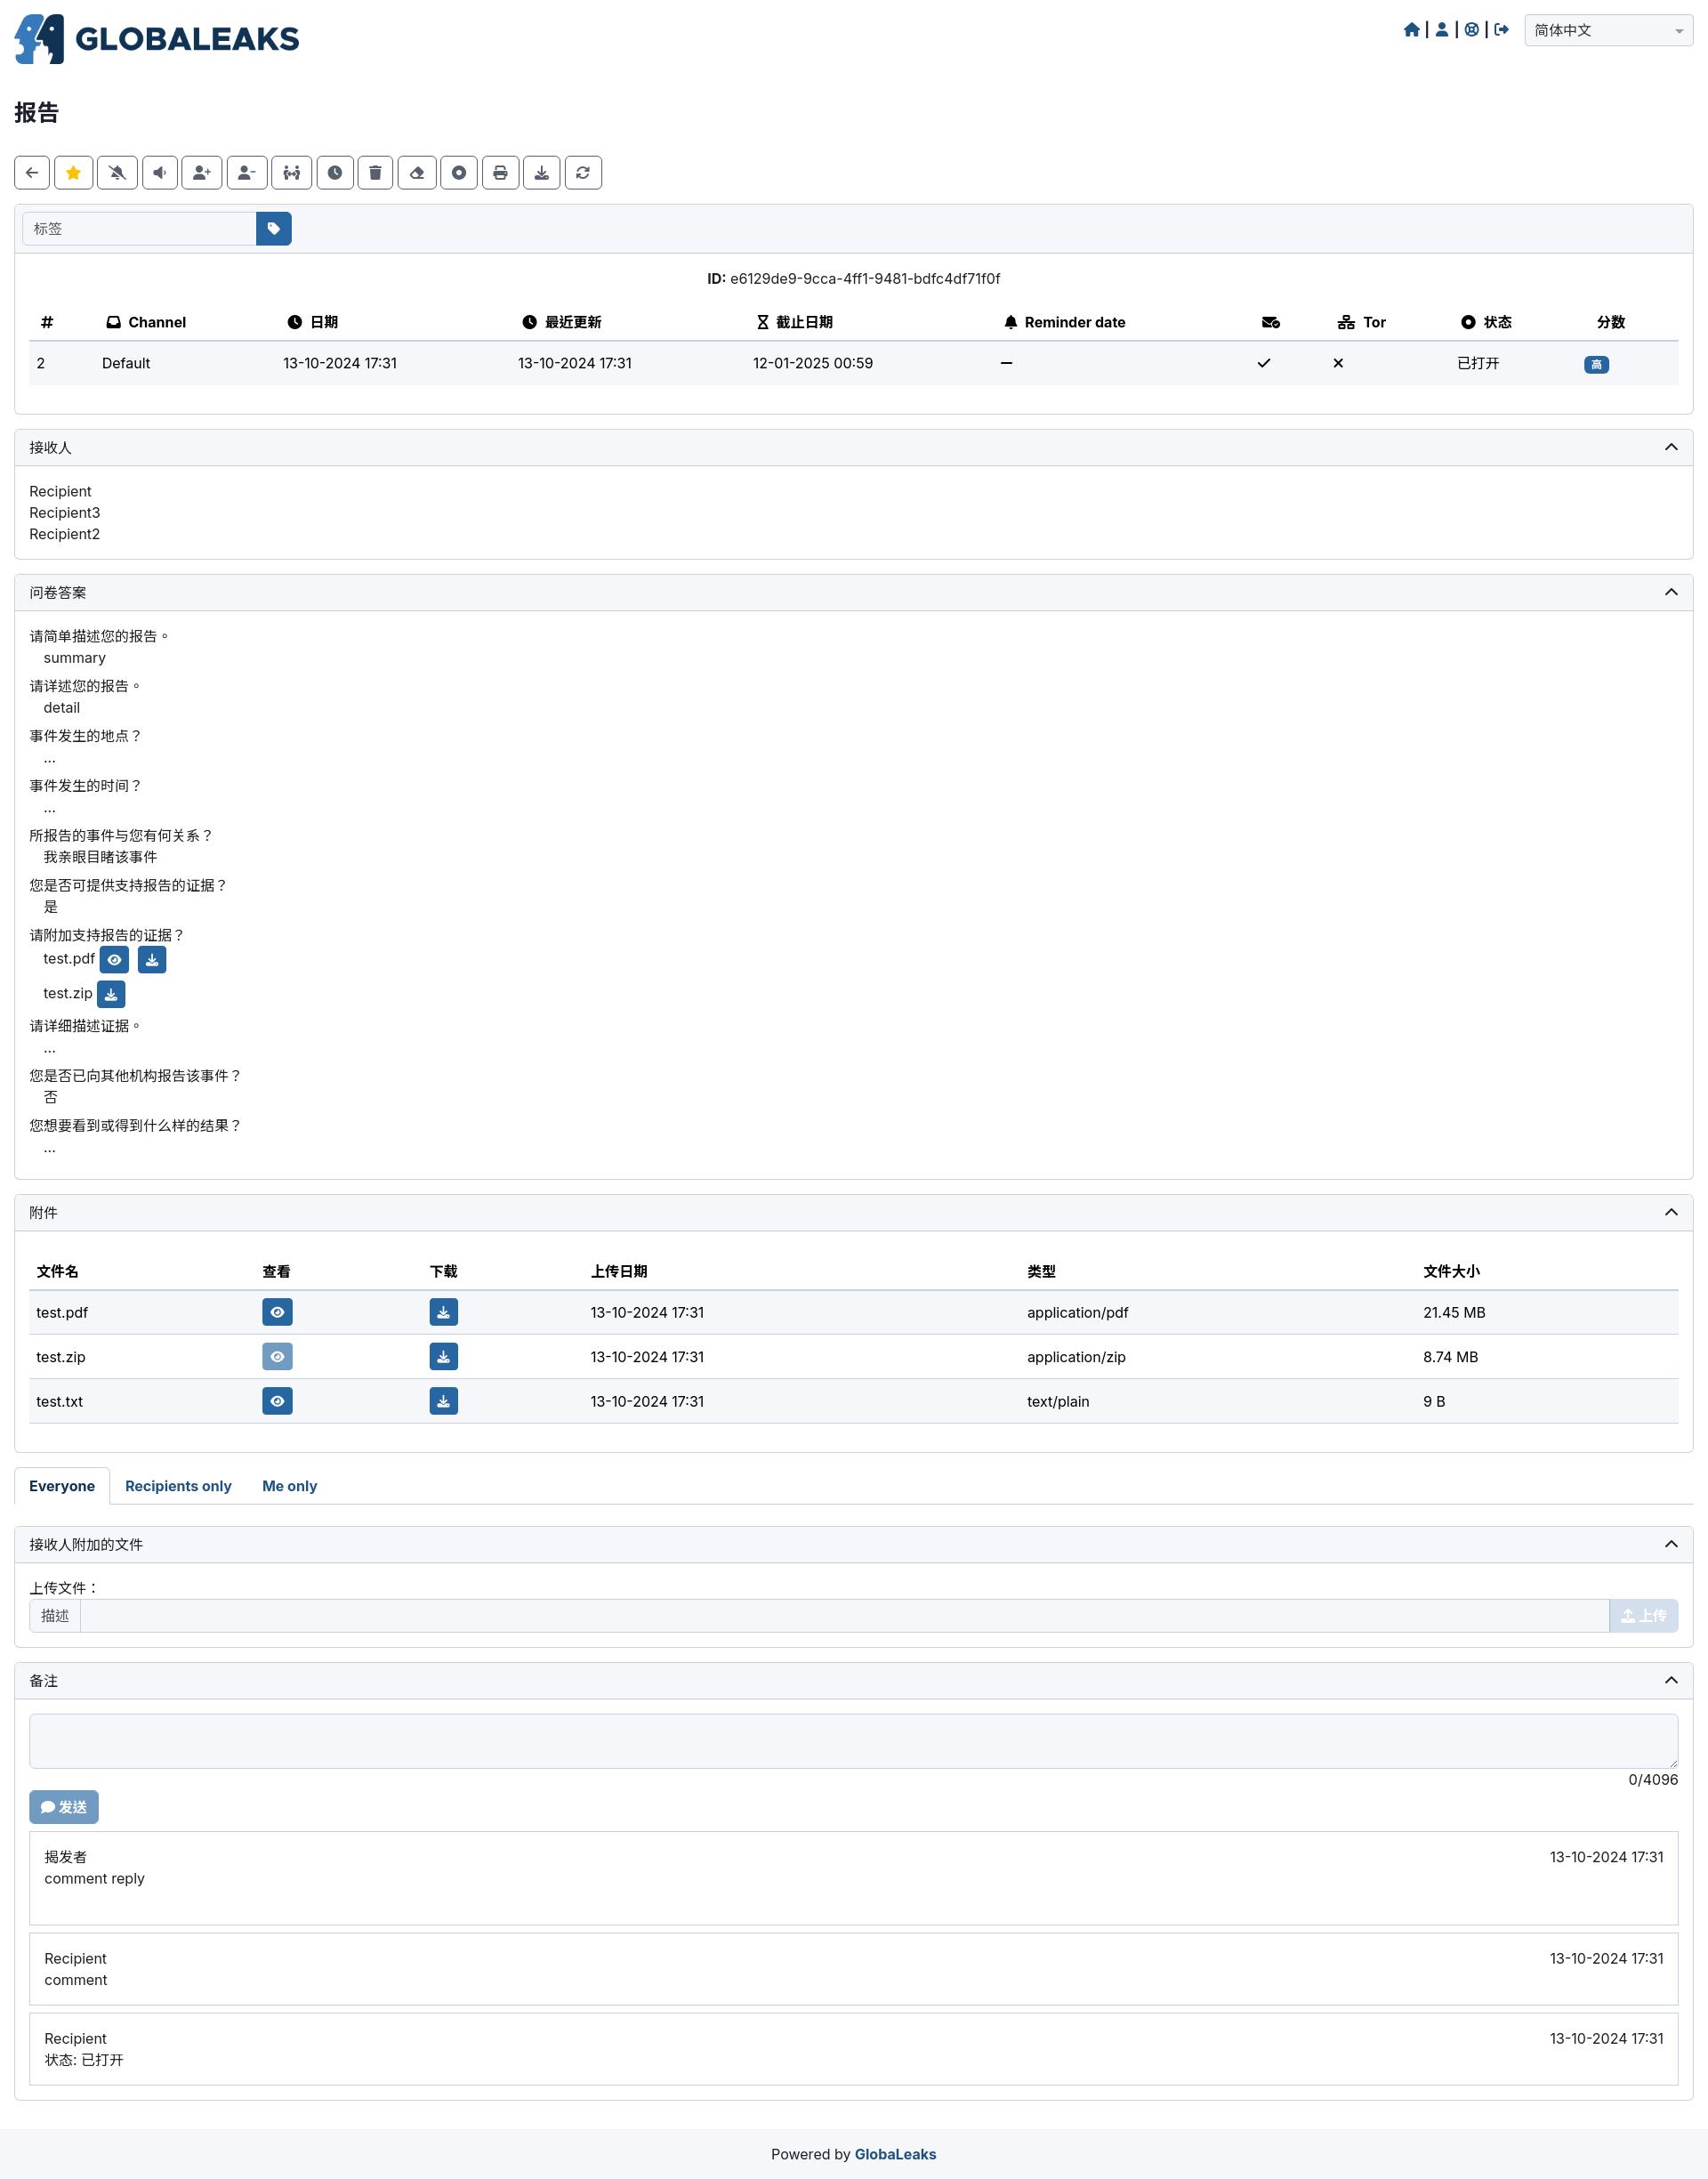 GLOBALEAKS
简体中文
报告
标签
ID: e6129de9-9cca-4ff1-9481-bdfc4df71f0f
# Channel 日期 最近更新 截止日期 Reminder date Tor 状态 分数
2 Default 13-10-2024 17:31 13-10-2024 17:31 12-01-2025 00:59 已打开 高
接收人
Recipient
Recipient3
Recipient2
问卷答案
请简单描述您的报告。
summary
请详述您的报告。
detail
事件发生的地点？
...
事件发生的时间？
...
所报告的事件与您有何关系？
我亲眼目睹该事件
您是否可提供支持报告的证据？
是
请附加支持报告的证据？
test.pdf
test.zip
请详细描述证据。
...
您是否已向其他机构报告该事件？
否
您想要看到或得到什么样的结果？
...
附件
文件名 查看 下载 上传日期 类型 文件大小
test.pdf 13-10-2024 17:31 application/pdf 21.45 MB
test.zip 13-10-2024 17:31 application/zip 8.74 MB
test.txt 13-10-2024 17:31 text/plain 9 B
Everyone Recipients only Me only
接收人附加的文件
上传文件：
描述 上传
备注
0/4096
发送
揭发者 13-10-2024 17:31
comment reply
Recipient 13-10-2024 17:31
comment
Recipient 13-10-2024 17:31
状态: 已打开
Powered by GlobaLeaks